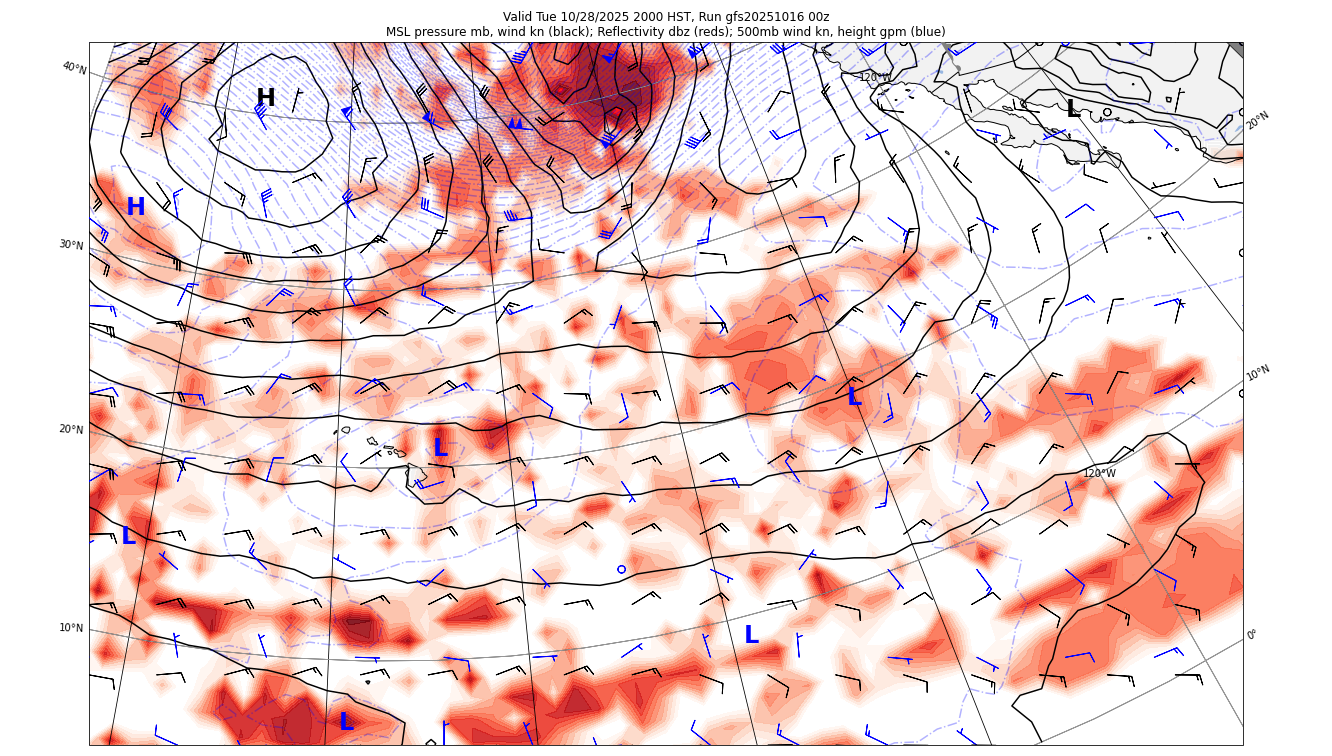 Valid Tue 10/28/2025 2000 HST, Run gfs20251016 00z
MSL pressure mb, wind kn (black); Reflectivity dbz (reds); 500mb wind kn, height gpm (blue)
40°N
120°W
H
L
20°N
H
30°N
10°N
L
20°N
L
120°W
L
10°N
L
0°
L